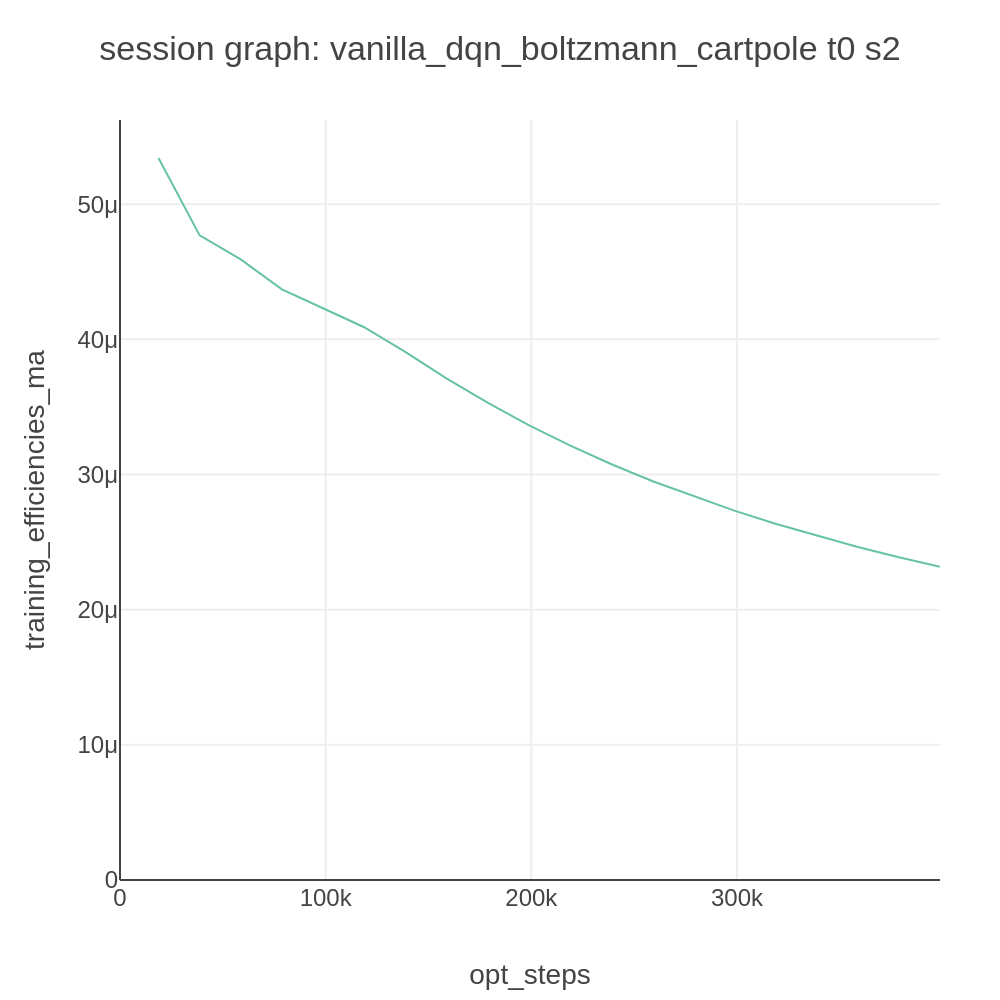 session graph: vanilla_dqn_boltzmann_cartpole t0 s2
training_efficiencies_ma
50μ
40μ
30μ
20μ
10μ
0
0
100k
200k
300k
opt_steps